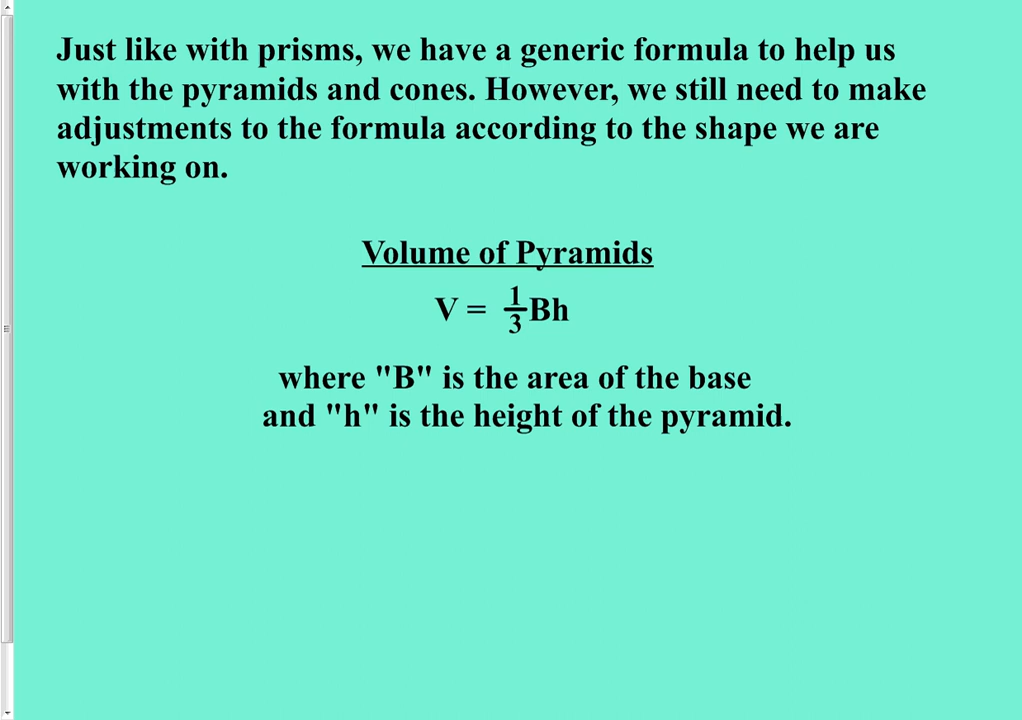 Just like with prisms, we have a generic formula to help us
with the pyramids and cones. However, we still need to make
adjustments to the formula according to the shape we are
working on.
Volume of Pyramids
V = 1/3 Bh
where "B" is the area of the base
and "h" is the height of the pyramid.